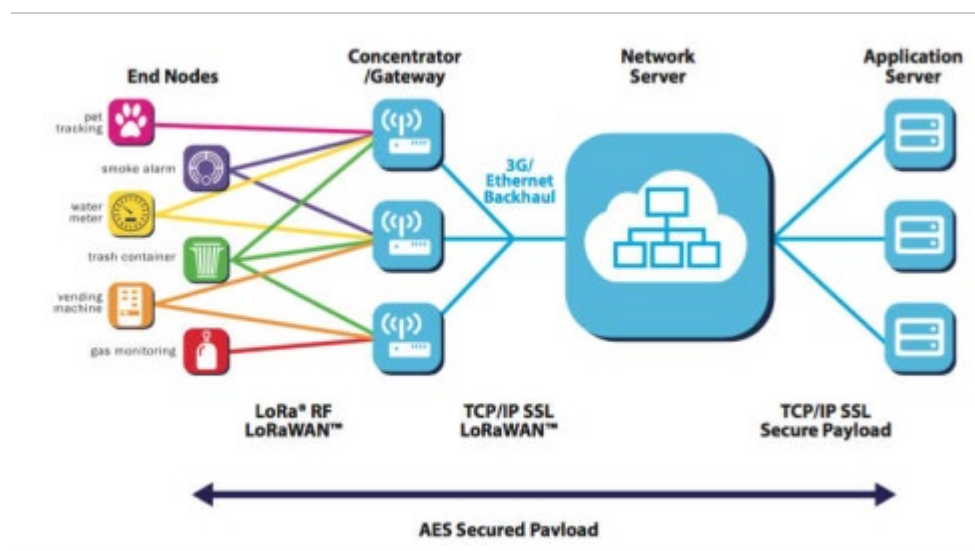 End Nodes
Concentrator
/Gateway
Network
Server
Application
Server
pet
tracking
smoke alarm
water
meter
trash container
vending
machine
gas monitoring
3G/
Ethernet
Backhaul
LoRa® RF
LoRaWAN™
TCP/IP SSL
LoRaWAN™
TCP/IP SSL
Secure Payload
AES Secured Payload